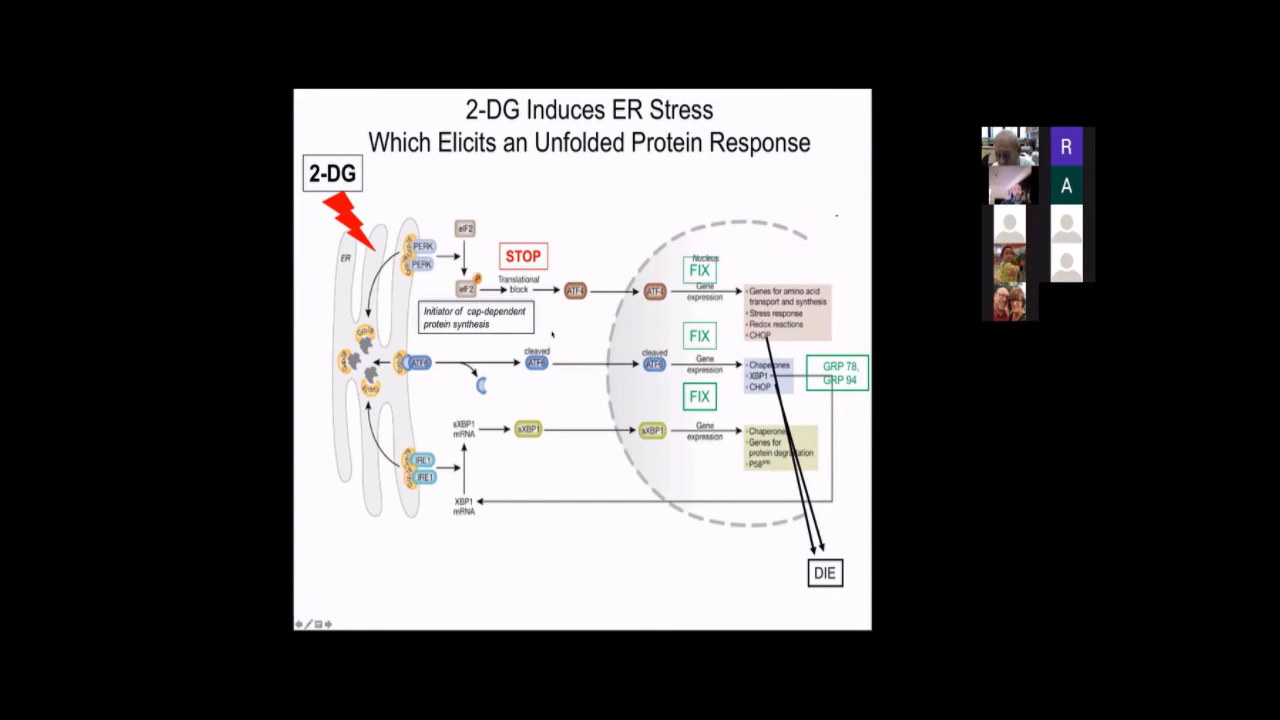 2-DG Induces ER Stress
Which Elicits an Unfolded Protein Response
2-DG
ER
PERK
PERK
eIF2
eIF2
P
STOP
Translational
block
ATF4
ATF4
Nucleus
FIX
Gene
expression
• Genes for amino acid
transport and synthesis
• Stress response
• Redox reactions
• CHOP
Initiator of cap-dependent
protein synthesis
ATF6
cleaved
ATF6
cleaved
ATF6
FIX
Gene
expression
• Chaperones
• XBP1
• CHOP
GRP 78,
GRP 94
FIX
sXBP1
mRNA
sXBP1
sXBP1
Gene
expression
• Chaperones
• Genes for
protein degradation
• P58IPK
IRE1
IRE1
XBP1
mRNA
DIE
R
A